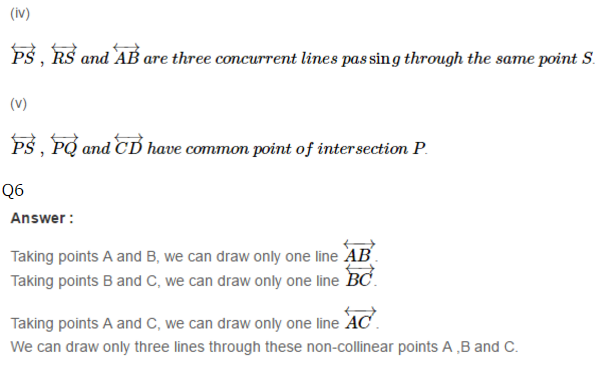 (iv)
$\overleftrightarrow{PS}$ , $\overleftrightarrow{RS}$ and $\overleftrightarrow{AB}$ are three concurrent lines passing through the same point S.
(v)
$\overleftrightarrow{PS}$ , $\overleftrightarrow{PQ}$ and $\overleftrightarrow{CD}$ have common point of intersection P.
Q6
Answer :
Taking points A and B, we can draw only one line $\overleftrightarrow{AB}$.
Taking points B and C, we can draw only one line $\overleftrightarrow{BC}$.
Taking points A and C, we can draw only one line $\overleftrightarrow{AC}$.
We can draw only three lines through these non-collinear points A ,B and C.